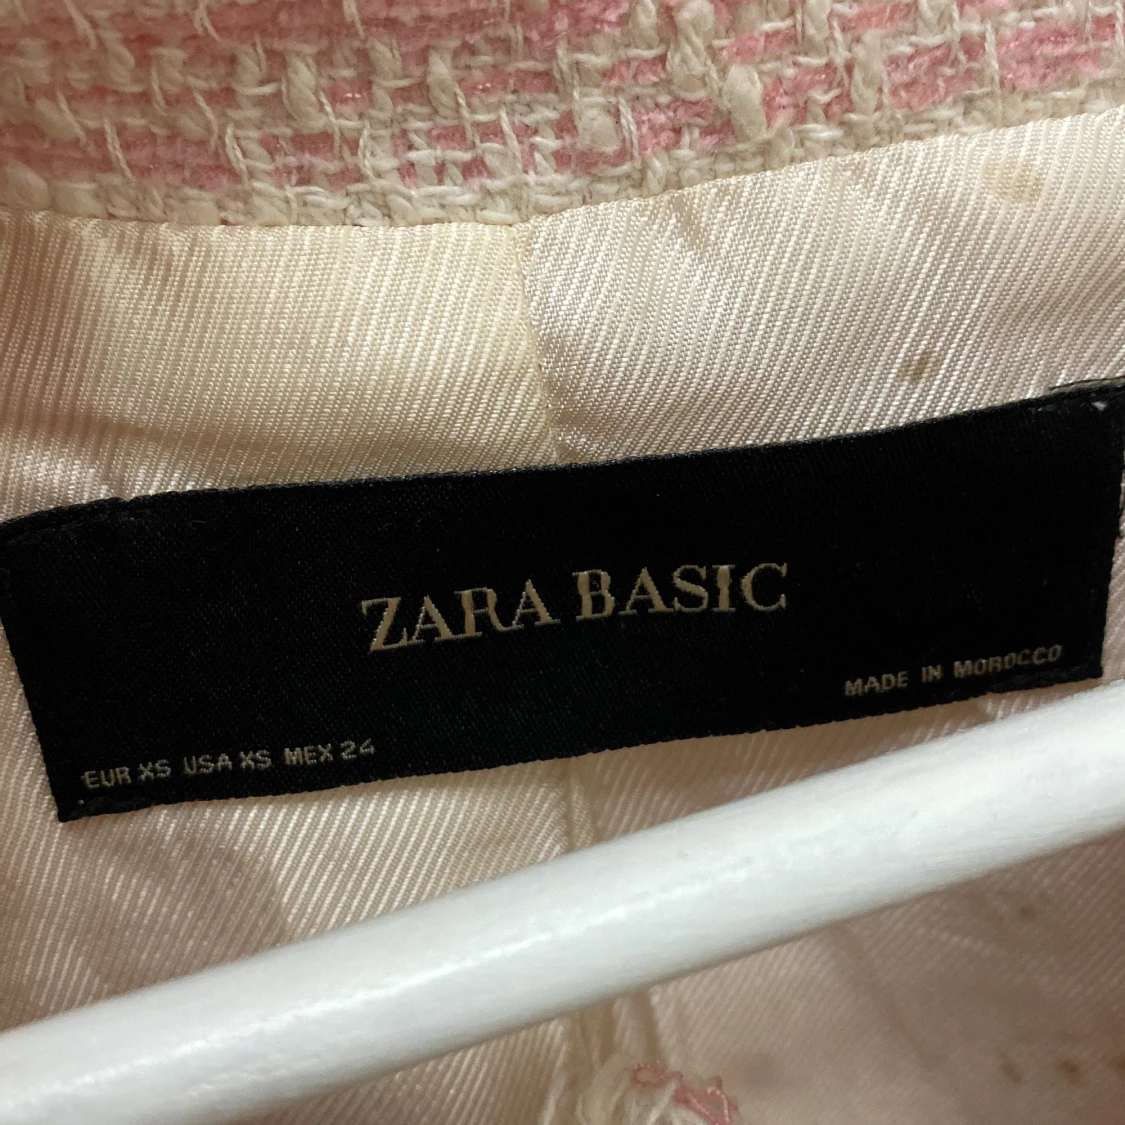 ZARA BASIC
MADE IN MOROCCO
EUR XS USA XS MEX 24